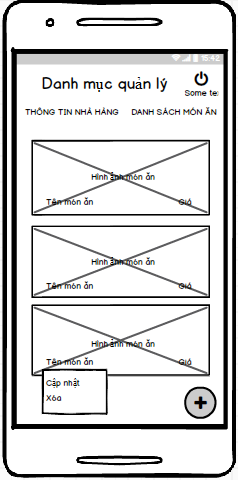 15:42
Danh mục quản lý
Some te:
THÔNG TIN NHÀ HÀNG DANH SÁCH MÓN ĂN
Hình ảnh món ăn
Tên món ăn Giá
Hình ảnh món ăn
Tên món ăn Giá
Hình ảnh món ăn
Tên món ăn Giá
Cập nhật
Xóa